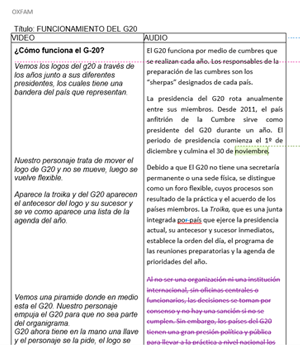 OXFAM
Título: FUNCIONAMIENTO DEL G20
VIDEO
¿Cómo funciona el G-20?
Vemos los logos del g20 a través de
los años junto a sus diferentes
presidentes, los cuales tiene una
bandera del país que representan.
Nuestro personaje trata de mover el
logo de G20 y no se mueve, luego se
vuelve flexible.
Aparece la troika y del G20 aparecen
el antecesor del logo y su sucesor y
se ve como aparece una lista de la
agenda del año.
Vemos una piramide donde en medio
esta el G20. Nuestro personaje
empuja el G20 para que no sea parte
del organigrama.
G20 ahora tiene en la mano una llave
y el personaje se la pide, el logo se
AUDIO
El G20 funciona por medio de cumbres que
se realizan cada año. Los responsables de la
preparación de las cumbres son los
"sherpas" designados de cada país.
La presidencia del G20 rota anualmente
entre sus miembros. Desde 2011, el país
anfitrión de la Cumbre sirve como
presidente del G20 durante un año. El
periodo de presidencia comienza el 1º de
diciembre y culmina el 30 de noviembre.
Debido a que El G20 no tiene una secretaría
permanente o una sede física, se distingue
como un foro flexible, cuyos procesos son
resultado de la práctica y el acuerdo de los
países miembros. La Troika, que es una junta
integrada por país que ejerce la presidencia
actual, su antecesor y sucesor inmediatos,
establece la orden del día, el programa de
las reuniones preparatorias y la agenda de
prioridades del año.
Al no ser una organización ni una institución
internacional, sin oficinas centrales o
funcionarios, las decisiones se toman por
consenso y no hay una sanción si no se
cumplen. Sin embargo, los países del G20
tienen una gran presión política y pública
para llevar a la práctica a nivel nacional los